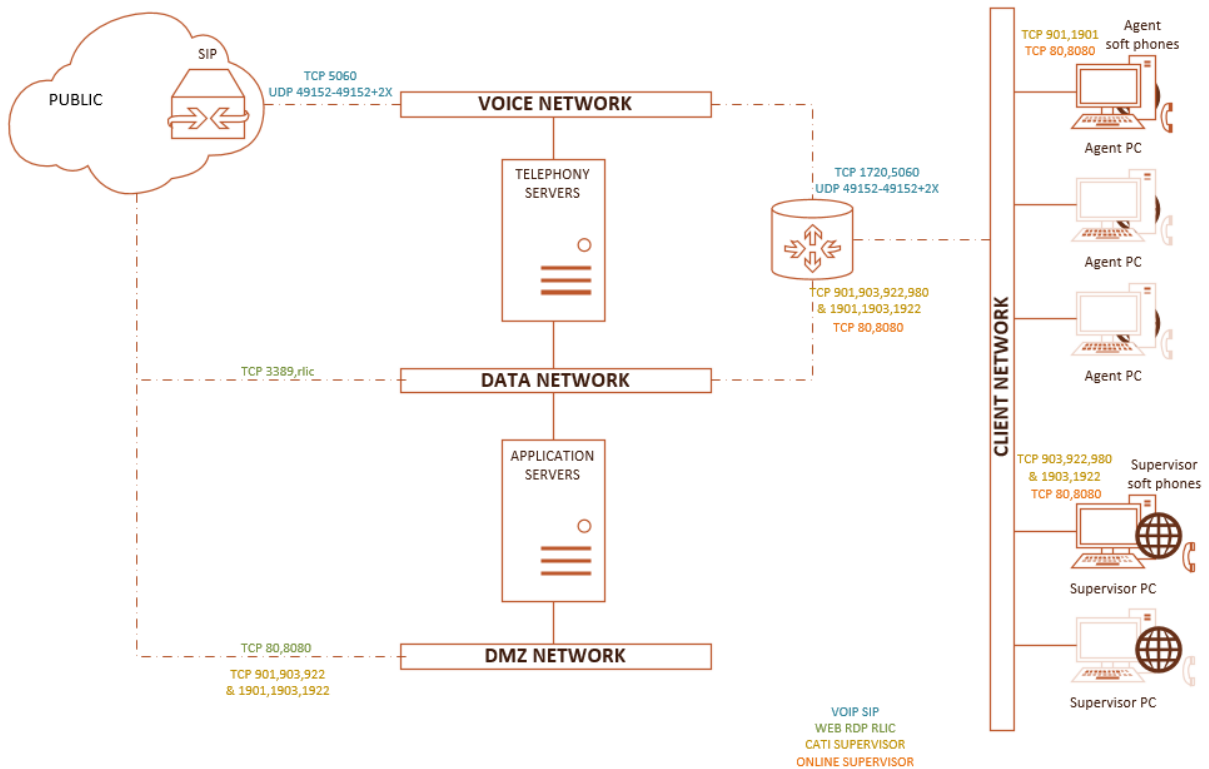 PUBLIC
SIP
TCP 5060
UDP 49152-49152+2X
VOICE NETWORK
TELEPHONY
SERVERS
TCP 1720,5060
UDP 49152-49152+2X
TCP 901,903,922,980
& 1901,1903,1922
TCP 80,8080
TCP 3389,rlic
DATA NETWORK
APPLICATION
SERVERS
TCP 80,8080
TCP 901,903,922
& 1901,1903,1922
DMZ NETWORK
CLIENT NETWORK
TCP 901,1901
TCP 80,8080
Agent
soft phones
Agent PC
Agent PC
Agent PC
TCP 903,922,980
& 1903,1922
TCP 80,8080
Supervisor
soft phones
Supervisor PC
Supervisor PC
VOIP SIP
WEB RDP RLIC
CATI SUPERVISOR
ONLINE SUPERVISOR